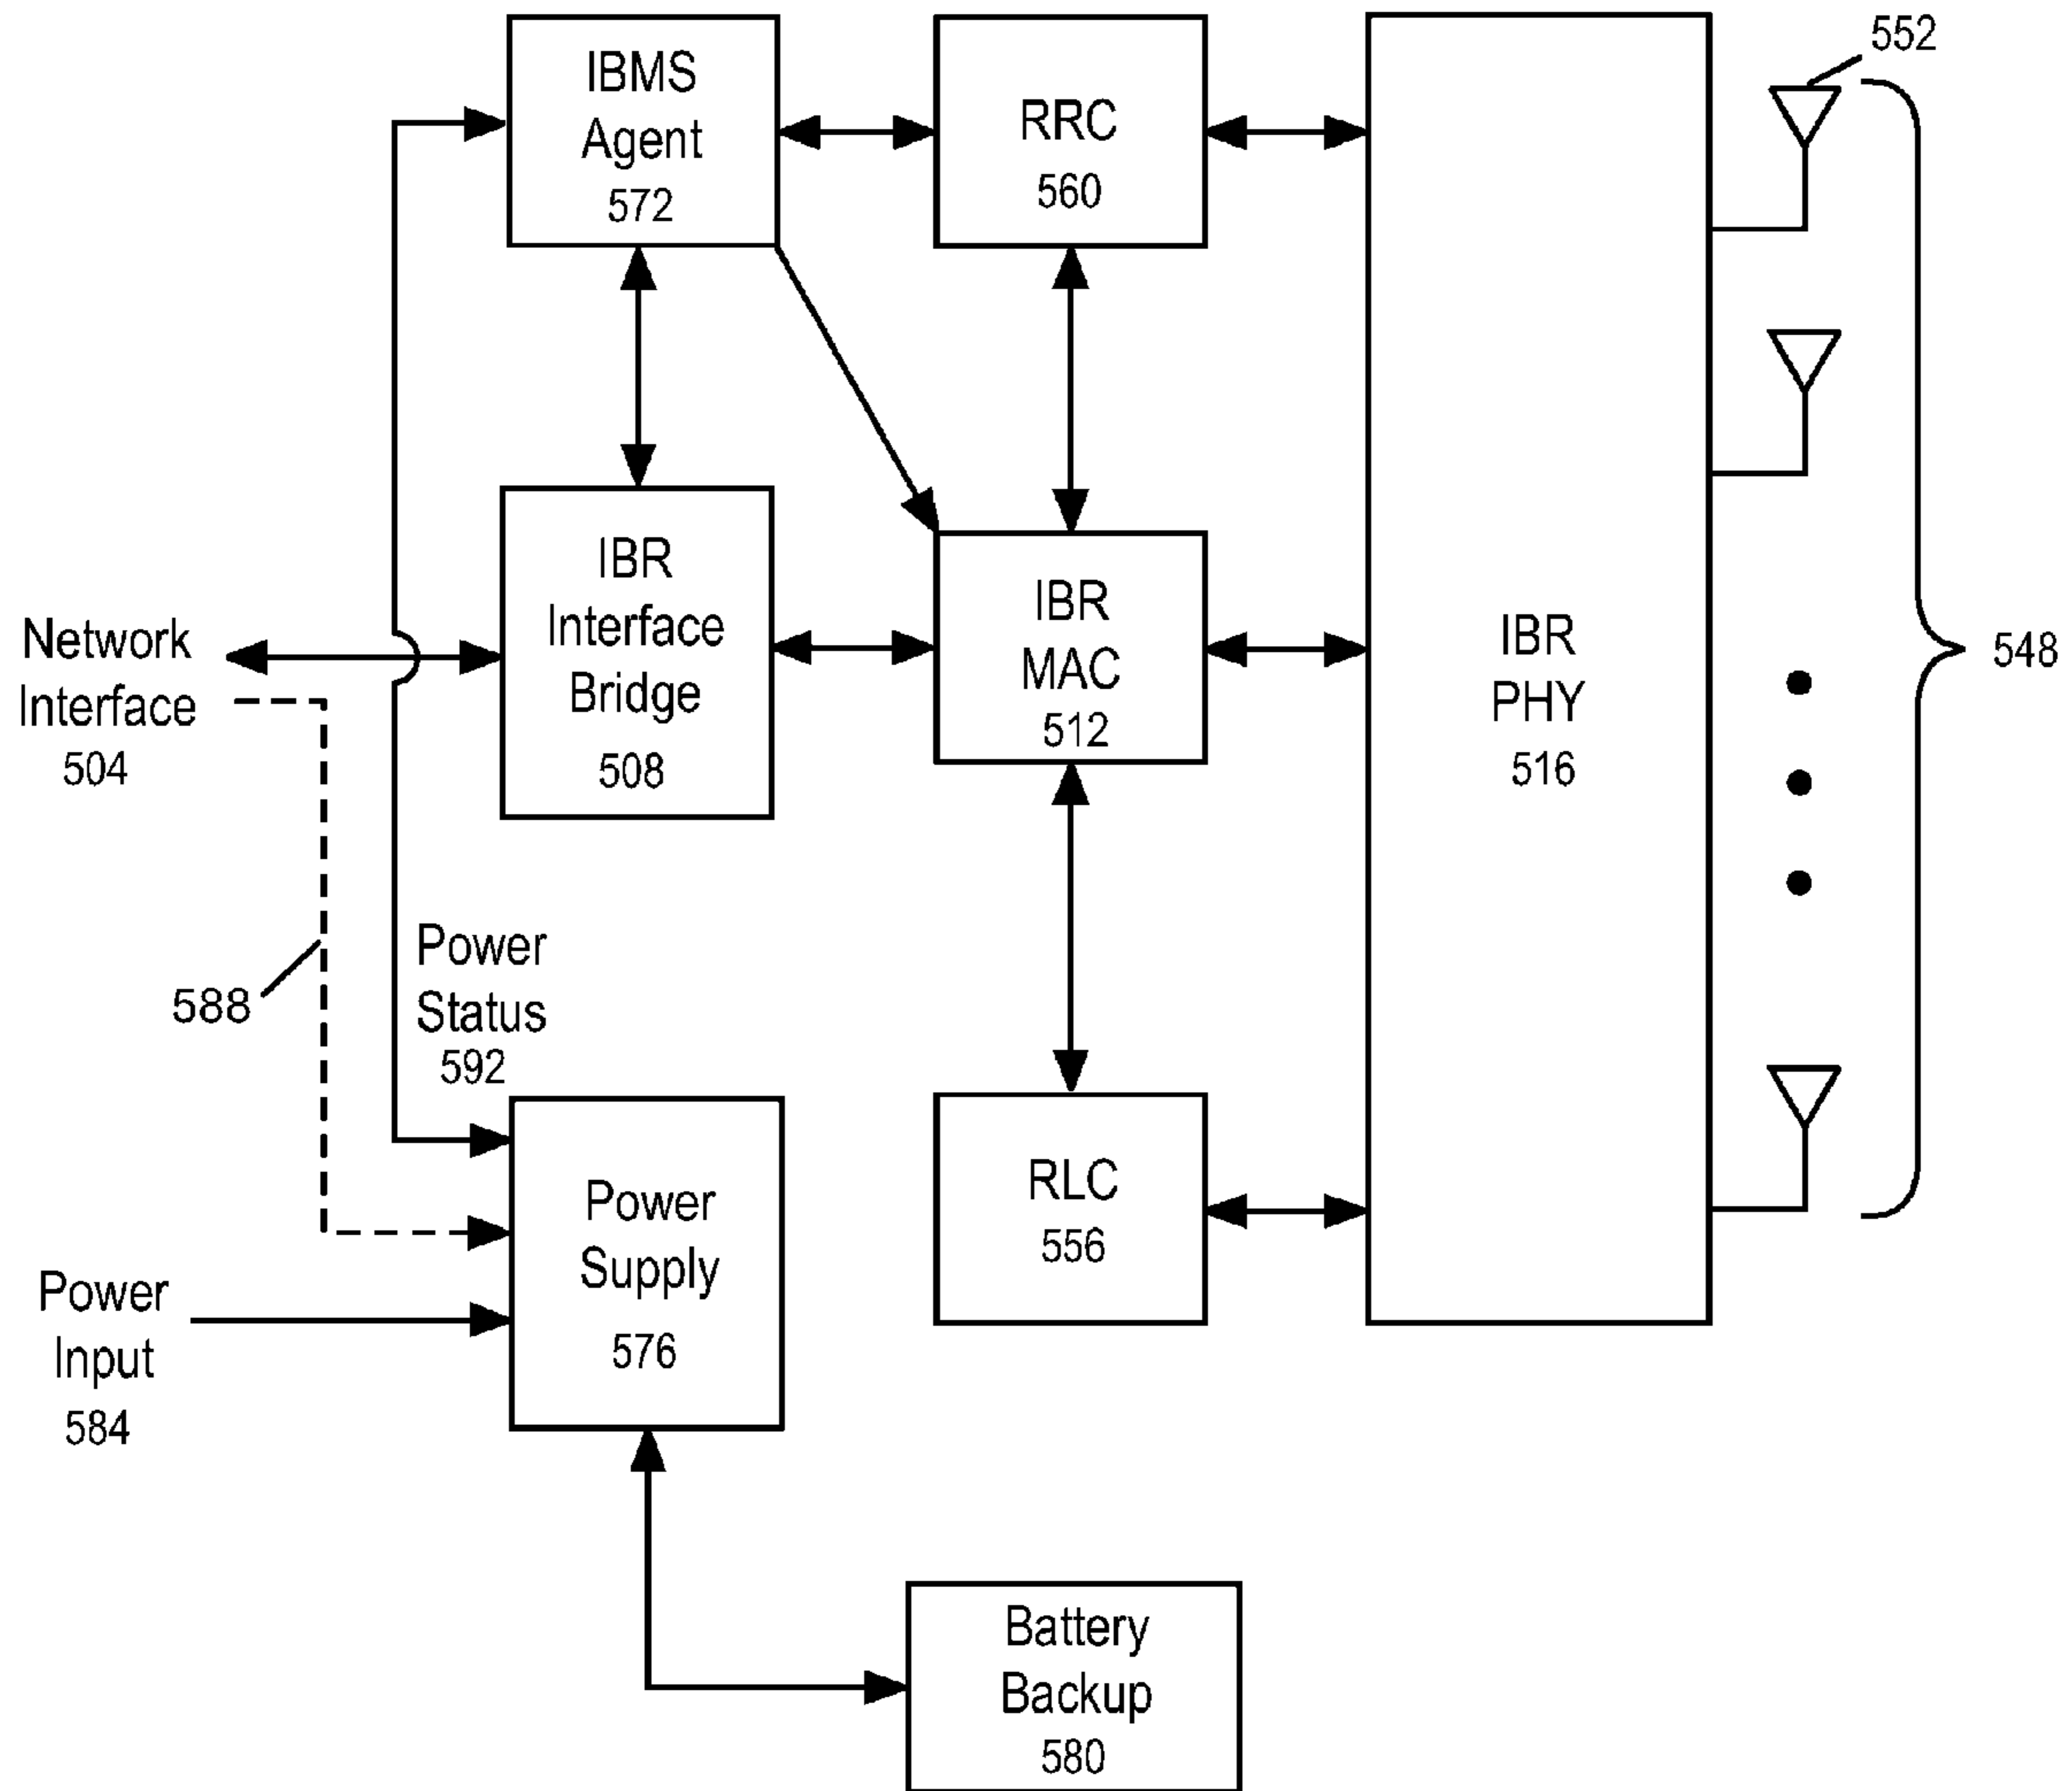 552
IBMS
Agent
572
RRC
560
IBR
Interface
Bridge
508
IBR
MAC
512
IBR
PHY
516
548
Network
Interface
504
588
Power
Status
592
Power
Supply
576
RLC
556
Power
Input
584
Battery
Backup
580